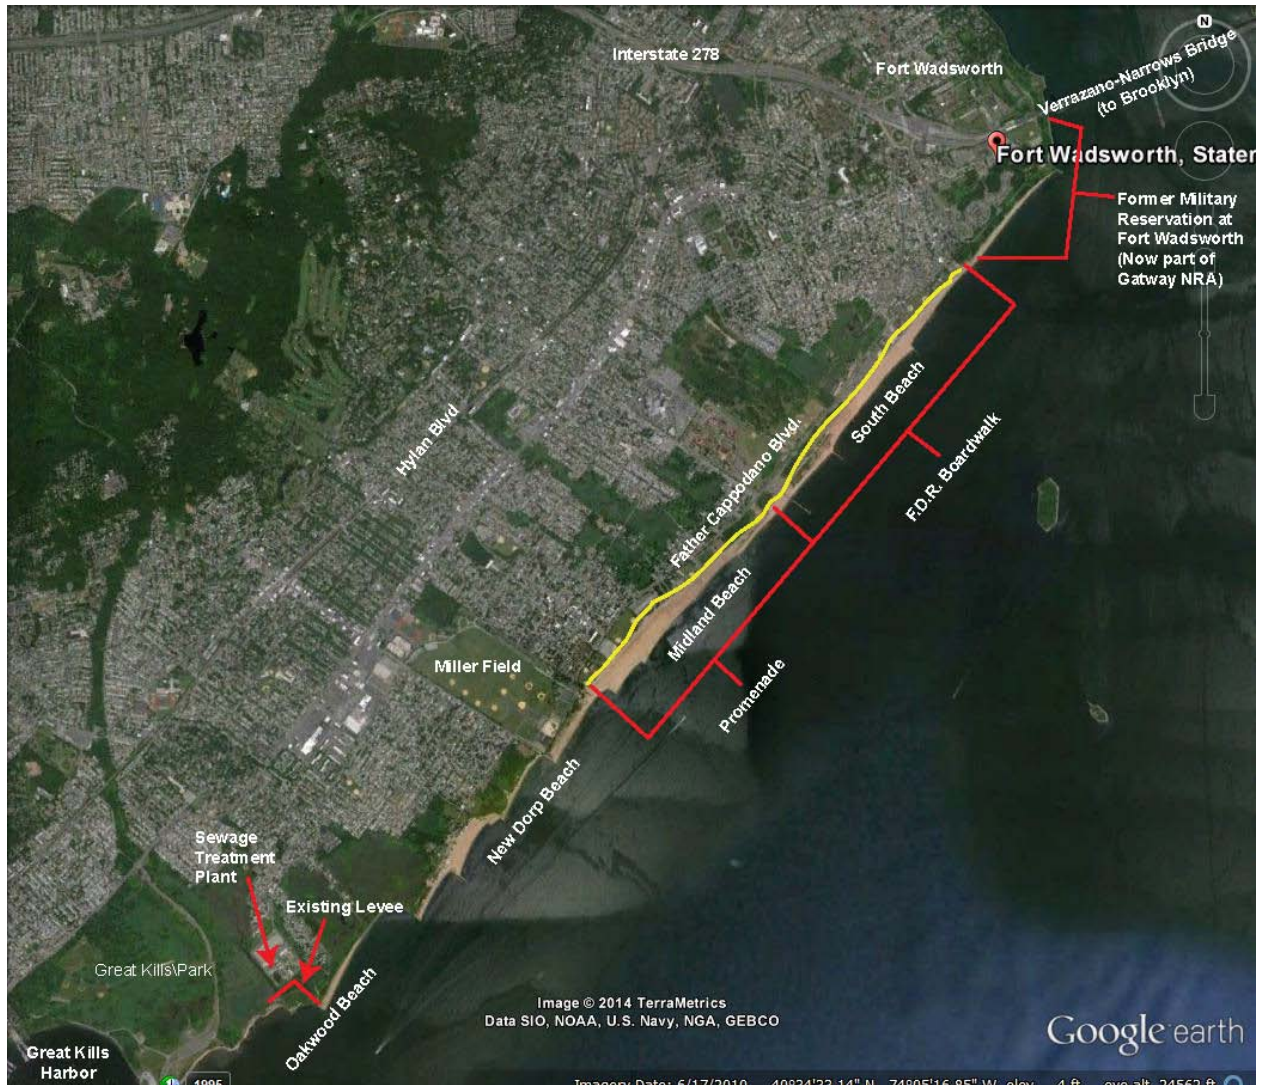 N
Interstate 278
Fort Wadsworth
Verrazano-Narrows Bridge
(to Brooklyn)
Fort Wadsworth, Staten
Former Military
Reservation at
Fort Wadsworth
(Now part of
Gatway NRA)
South Beach
Hylan Blvd
F.D.R. Boardwalk
Father Cappodano Blvd.
Midland Beach
Miller Field
Promenade
New Dorp Beach
Sewage
Treatment
Plant
Existing Levee
Great Kills\Park
Oakwood Beach
Image © 2014 TerraMetrics
Data SIO, NOAA, U.S. Navy, NGA, GEBCO
Google earth
Great Kills
Harbor
1995